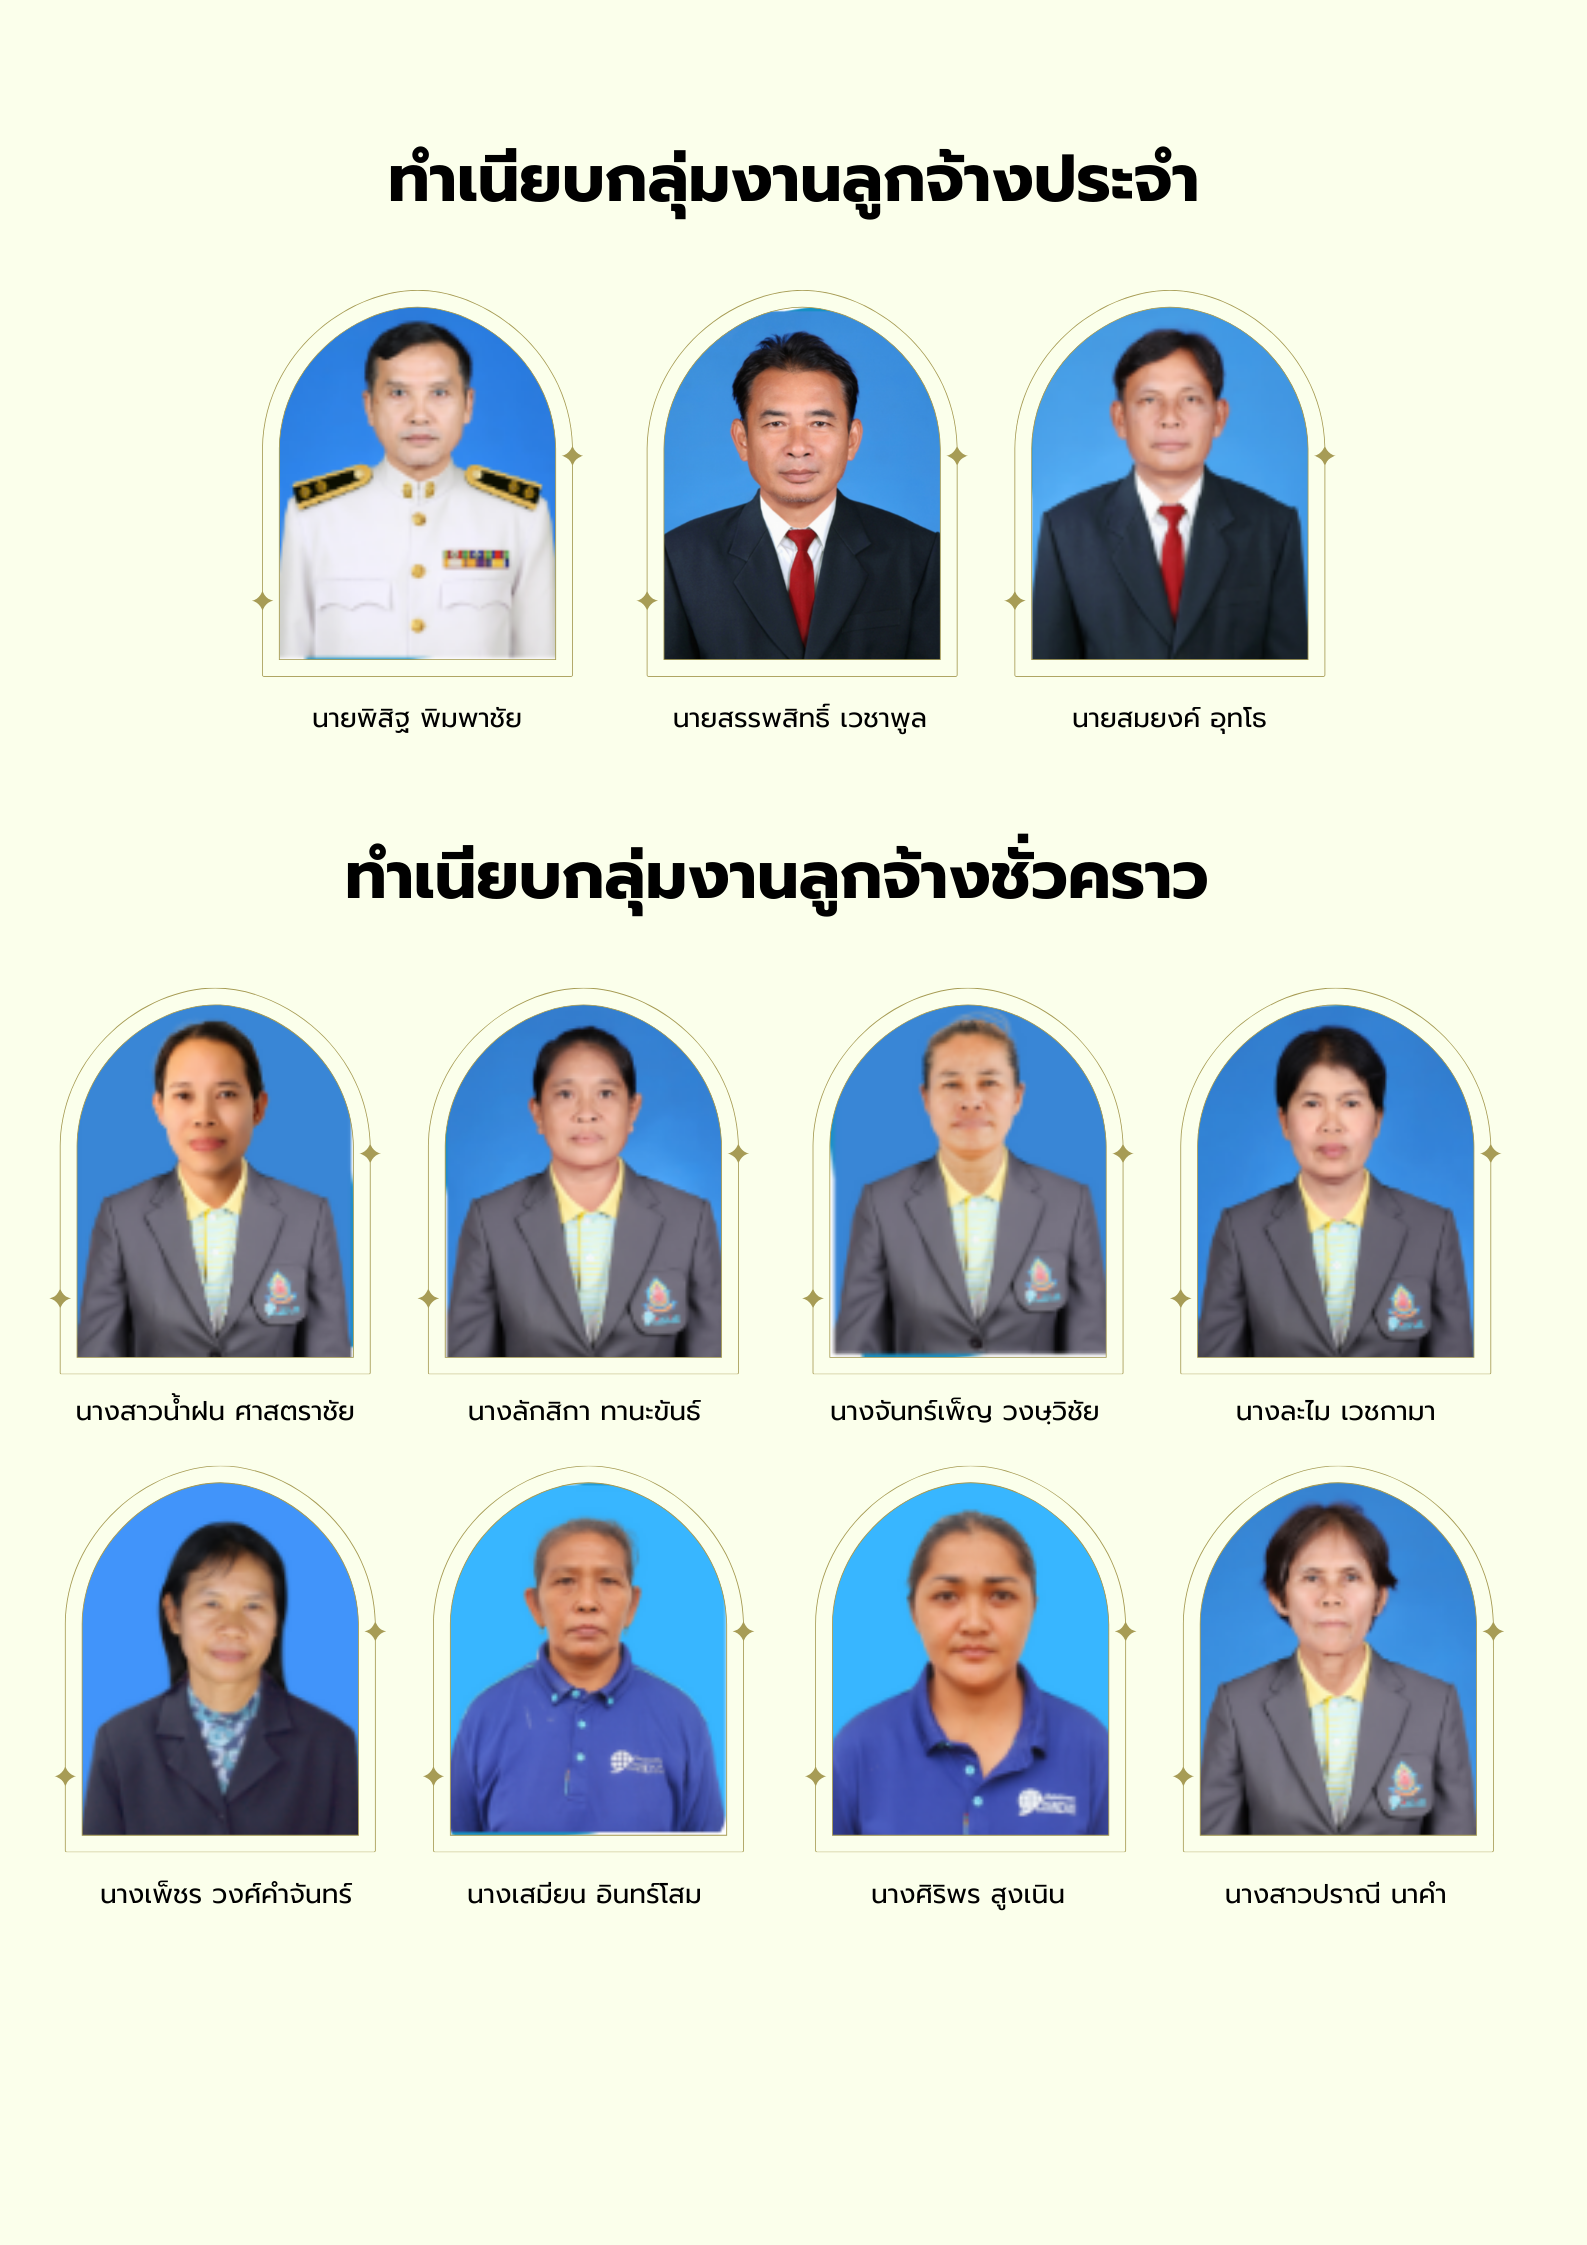 ทำเนียบกลุ่มงานลูกจ้างประจำ
นายพิสิฐ พิมพาชัย
นายสรรพสิทธิ์ เวชาพูล
นายสมยงค์ อุทโธ
ทำเนียบกลุ่มงานลูกจ้างชั่วคราว
นางสาวน้ำฝน ศาสตราชัย
นางลักสิกา ทานะขันธ์
นางจันทร์เพ็ญ วงษฺวิชัย
นางละไม เวชกามา
นางเพ็ชร วงศ์คำจันทร์
นางเสมียน อินทร์โสม
นางศิริพร สูงเนิน
นางสาวปราณี นาคำ